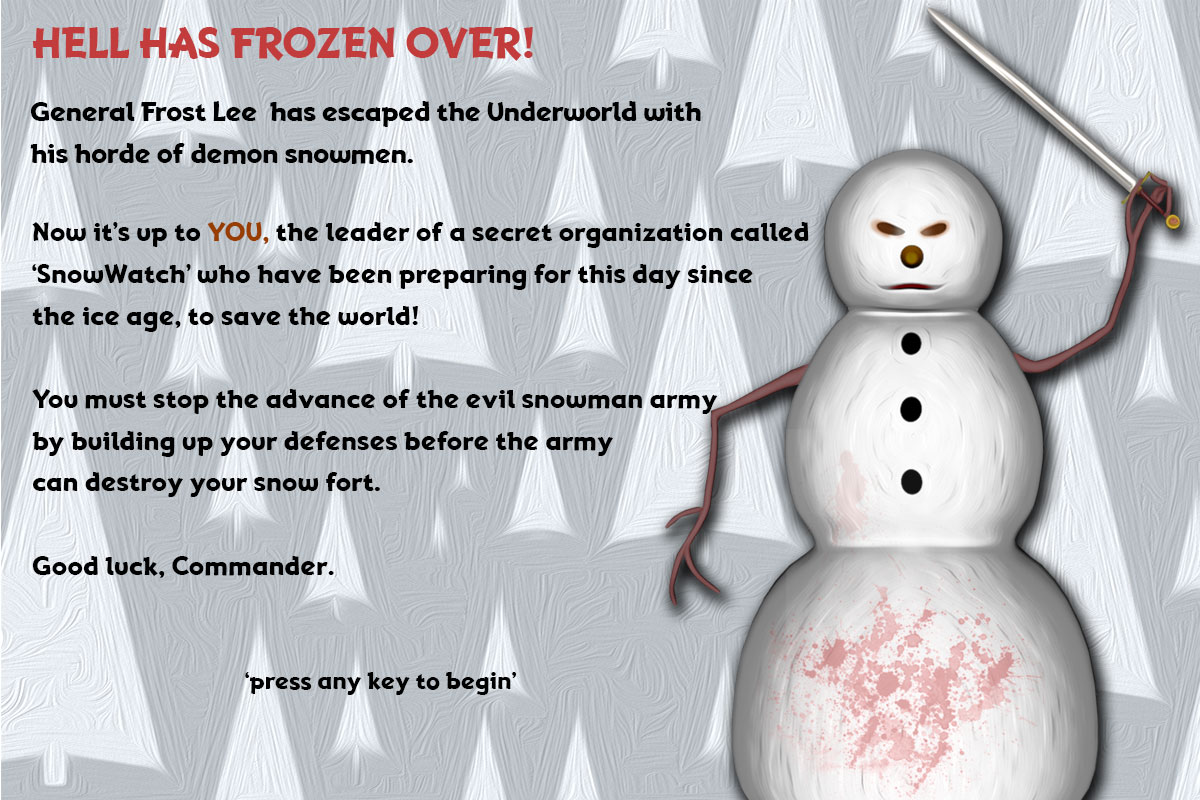 HELL HAS FROZEN OVER!
General Frost Lee  has escaped the Underworld with
his horde of demon snowmen.
Now it's up to YOU, the leader of a secret organization called
‘SnowWatch’ who have been preparing for this day since
the ice age, to save the world!
You must stop the advance of the evil snowman army
by building up your defenses before the army
can destroy your snow fort.
Good luck, Commander.
‘press any key to begin’